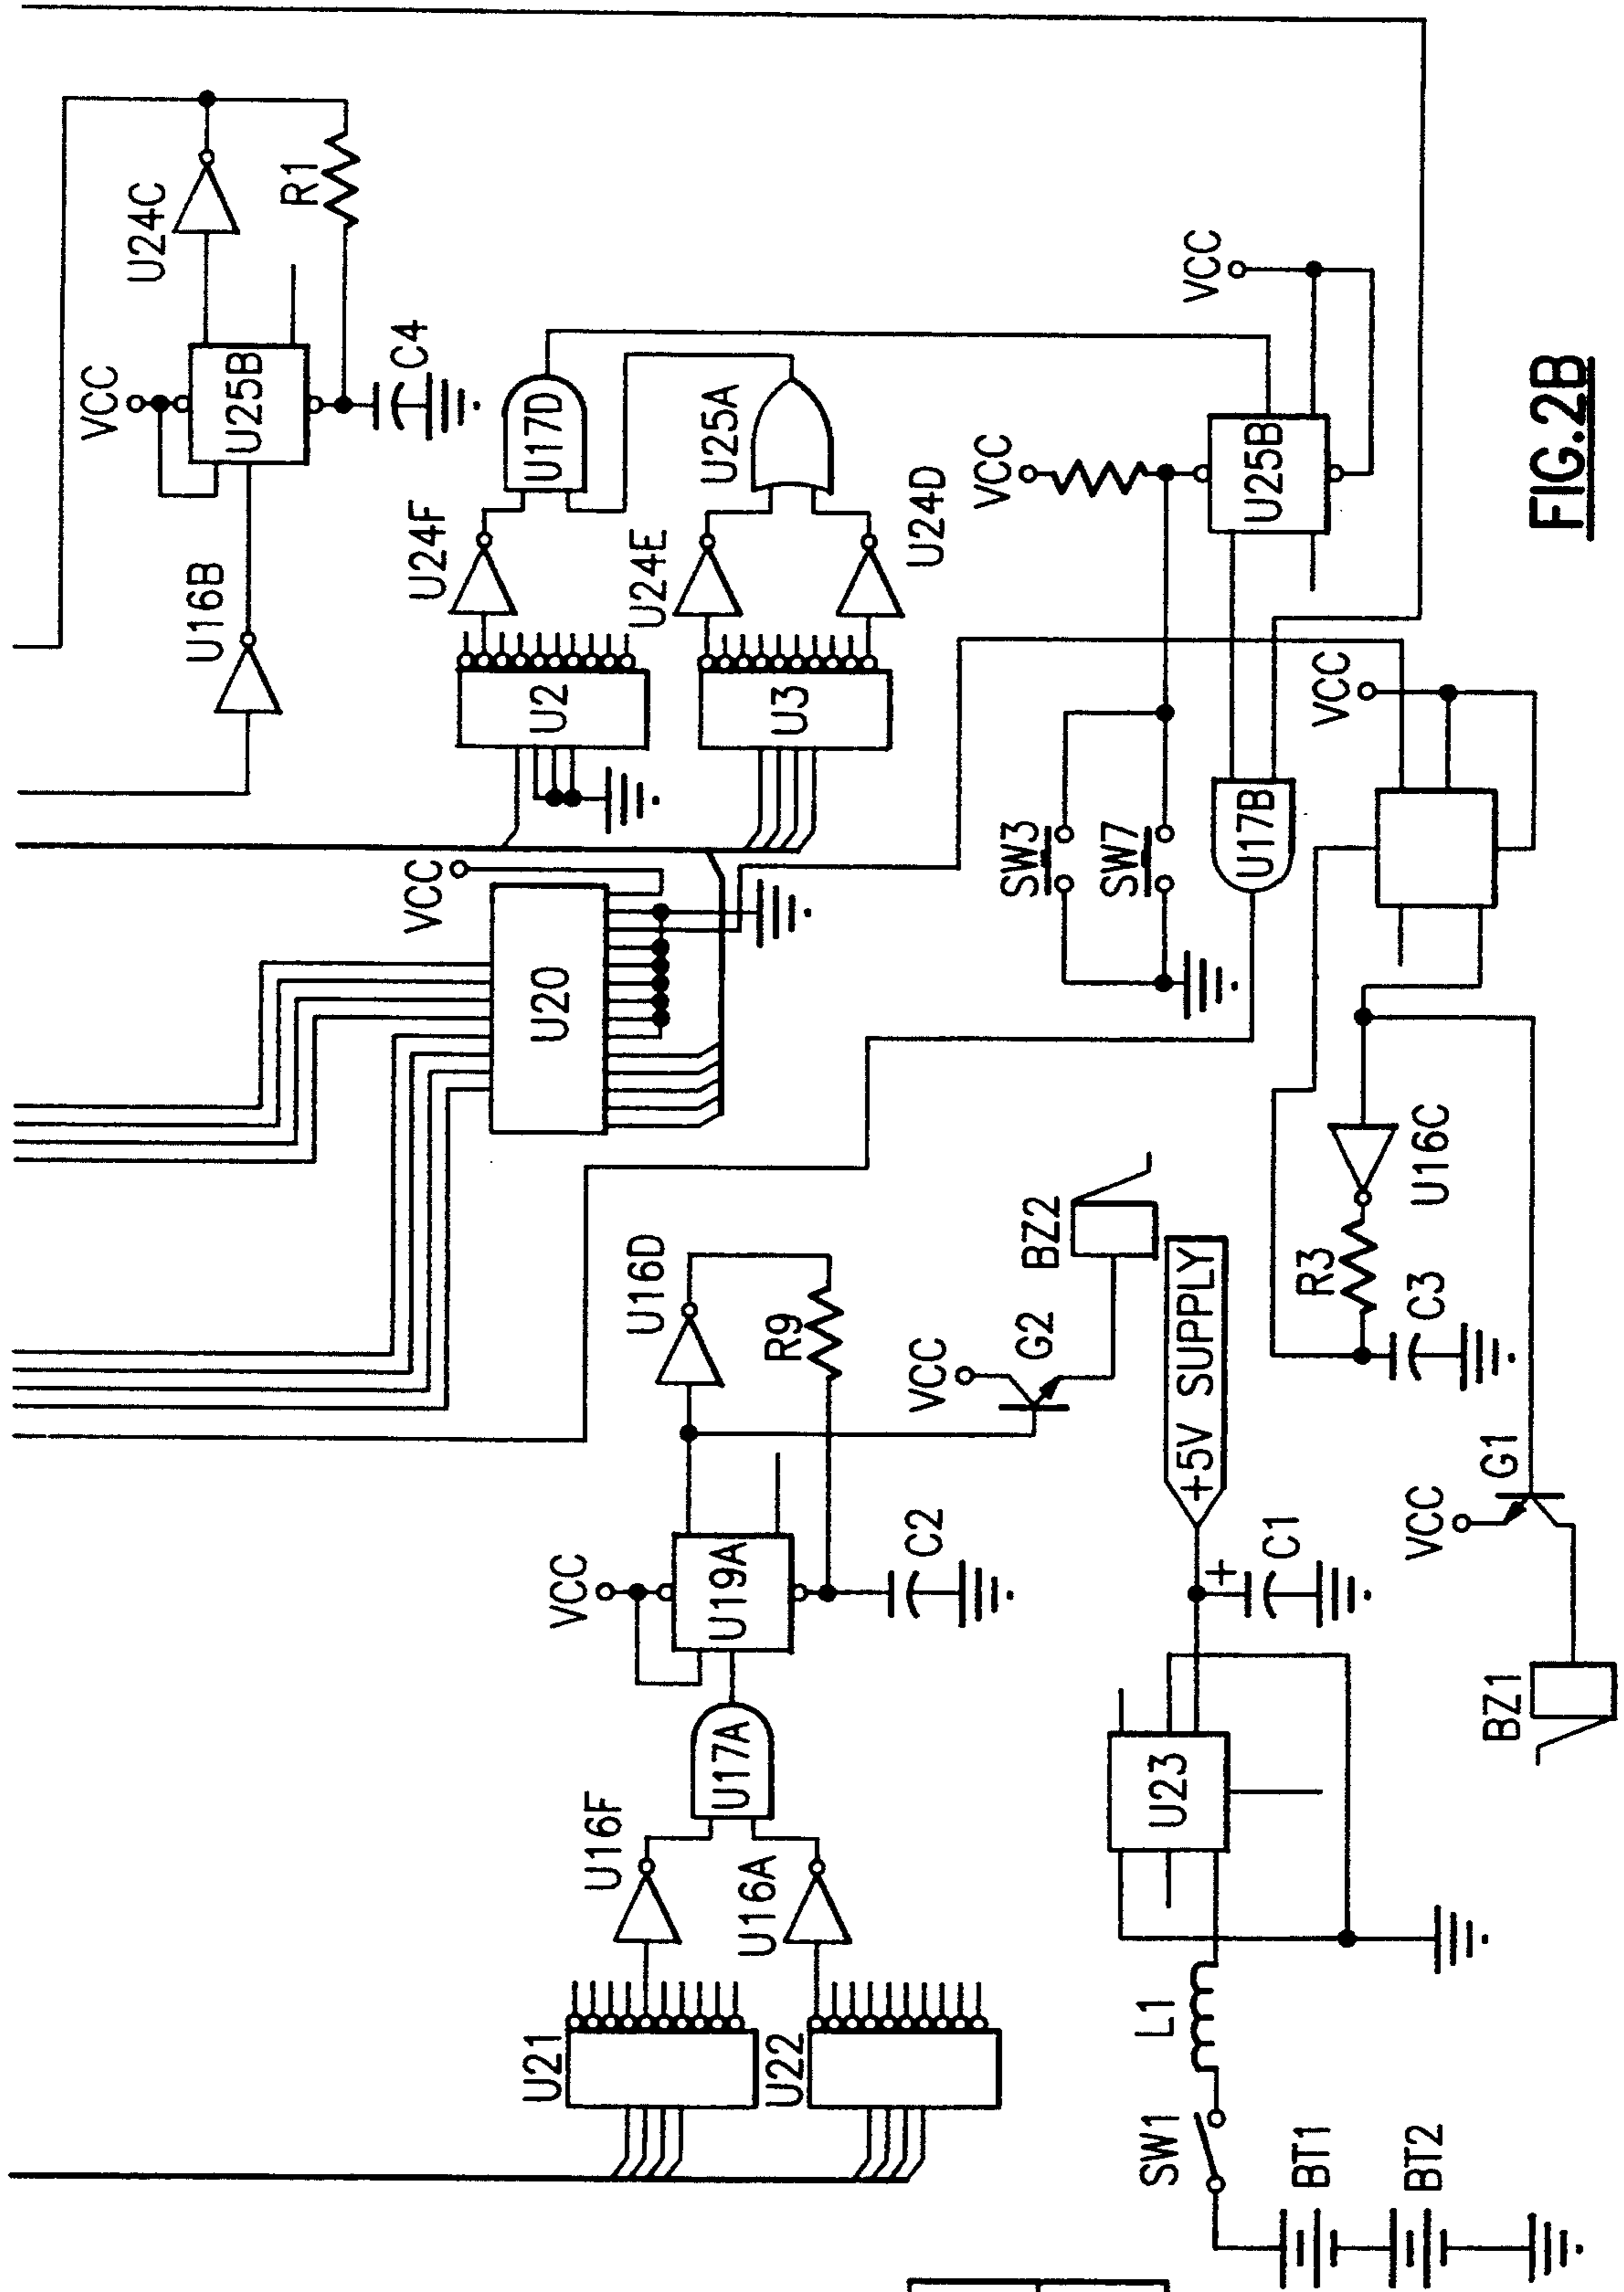 U24C
R1
VCC
U25B
C4
U16B
U24F
U17D
U25A
U24E
U24D
U2
U3
VCC
U20
VCC
VCC
U25B
SW3
SW7
U17B
VCC
U16D
R9
VCC
G2
BZ2
+5V SUPPLY
U16C
R3
C3
VCC
U19A
C2
U17A
U16F
U16A
U21
U22
+
C1
U23
L1
SW1
BT1
BT2
VCC
G1
BZ1
FIG.2B